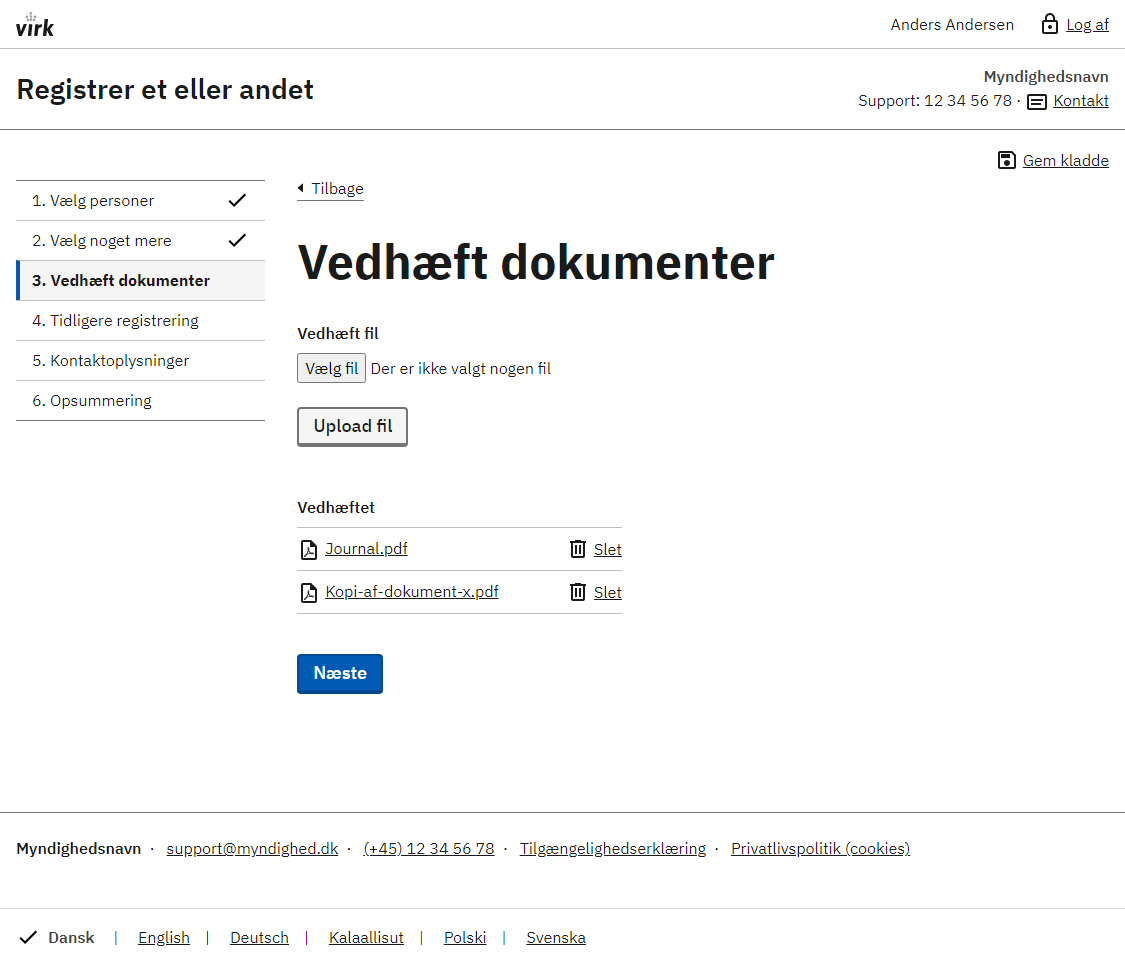 virk
Anders Andersen Log af
Registrer et eller andet
Myndighedsnavn
Support: 12 34 56 78 · Kontakt
Gem kladde
1. Vælg personer
2. Vælg noget mere
3. Vedhæft dokumenter
4. Tidligere registrering
5. Kontaktoplysninger
6. Opsummering
Tilbage
Vedhæft dokumenter
Vedhæft fil
Vælg fil Der er ikke valgt nogen fil
Upload fil
Vedhæftet
Journal.pdf Slet
Kopi-af-dokument-x.pdf Slet
Næste
Myndighedsnavn · support@myndighed.dk · (+45) 12 34 56 78 · Tilgængelighedserklæring · Privatlivspolitik (cookies)
Dansk | English | Deutsch | Kalaallisut | Polski | Svenska